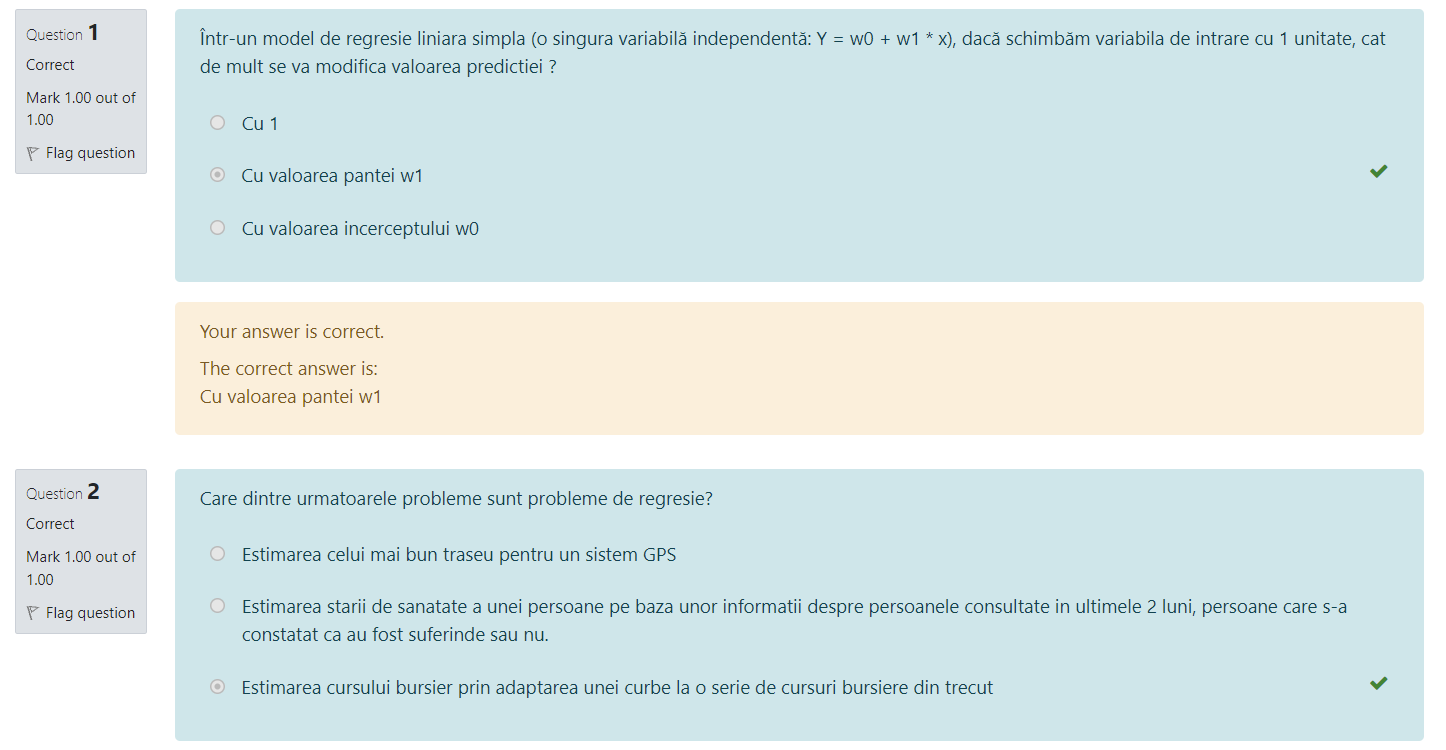 Question 1
Correct
Mark 1.00 out of
1.00
Flag question
Într-un model de regresie liniara simpla (o singura variabilă independentă: Y = w0 + w1 * x), dacă schimbăm variabila de intrare cu 1 unitate, cat
de mult se va modifica valoarea predictiei ?
Cu 1
Cu valoarea pantei w1
Cu valoarea incerceptului w0
Your answer is correct.
The correct answer is:
Cu valoarea pantei w1
Question 2
Correct
Mark 1.00 out of
1.00
Flag question
Care dintre urmatoarele probleme sunt probleme de regresie?
Estimarea celui mai bun traseu pentru un sistem GPS
Estimarea starii de sanatate a unei persoane pe baza unor informatii despre persoanele consultate in ultimele 2 luni, persoane care s-a
constatat ca au fost suferinde sau nu.
Estimarea cursului bursier prin adaptarea unei curbe la o serie de cursuri bursiere din trecut